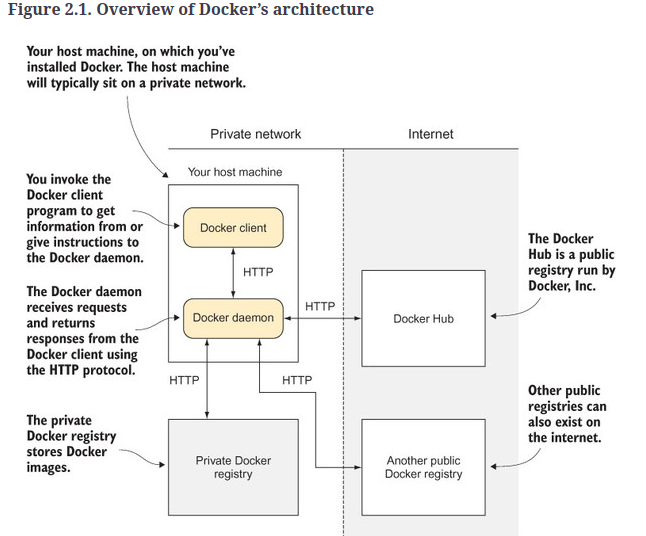 Figure 2.1. Overview of Docker’s architecture
Your host machine, on which you’ve
installed Docker. The host machine
will typically sit on a private network.
Private network
Internet
Your host machine
You invoke the
Docker client
program to get
information from or
give instructions to
the Docker daemon.
Docker client
HTTP
The Docker daemon
receives requests
and returns
responses from the
Docker client using
the HTTP protocol.
Docker daemon
HTTP
Docker Hub
The Docker
Hub is a public
registry run by
Docker, Inc.
HTTP
HTTP
The private
Docker registry
stores Docker
images.
Private Docker
registry
Another public
Docker registry
Other public
registries can
also exist on
the internet.